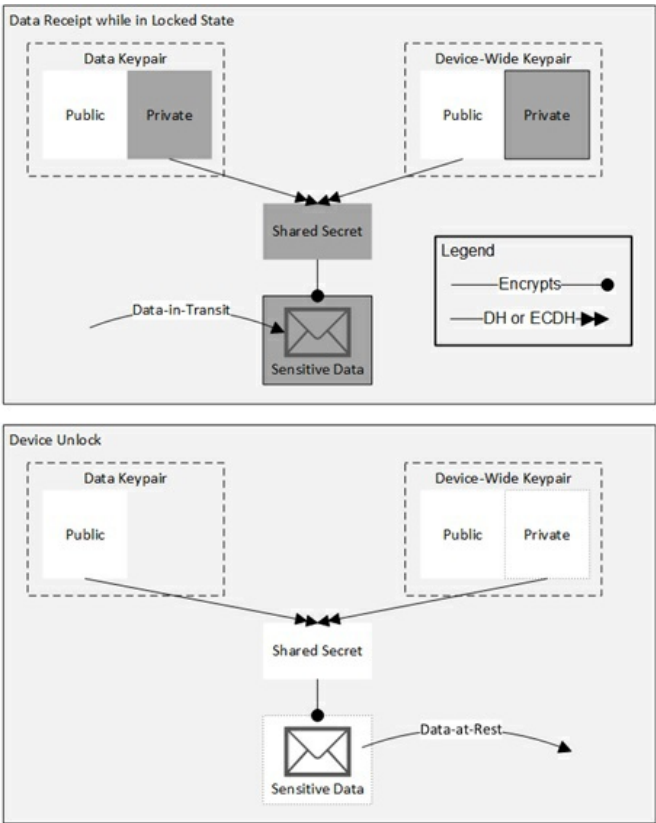 Data Receipt while in Locked State
Data Keypair
Device-Wide Keypair
Public
Private
Public
Private
Shared Secret
Legend
Encrypts
DH or ECDH
Data-in-Transit
Sensitive Data
Device Unlock
Data Keypair
Device-Wide Keypair
Public
Public
Private
Shared Secret
Data-at-Rest
Sensitive Data